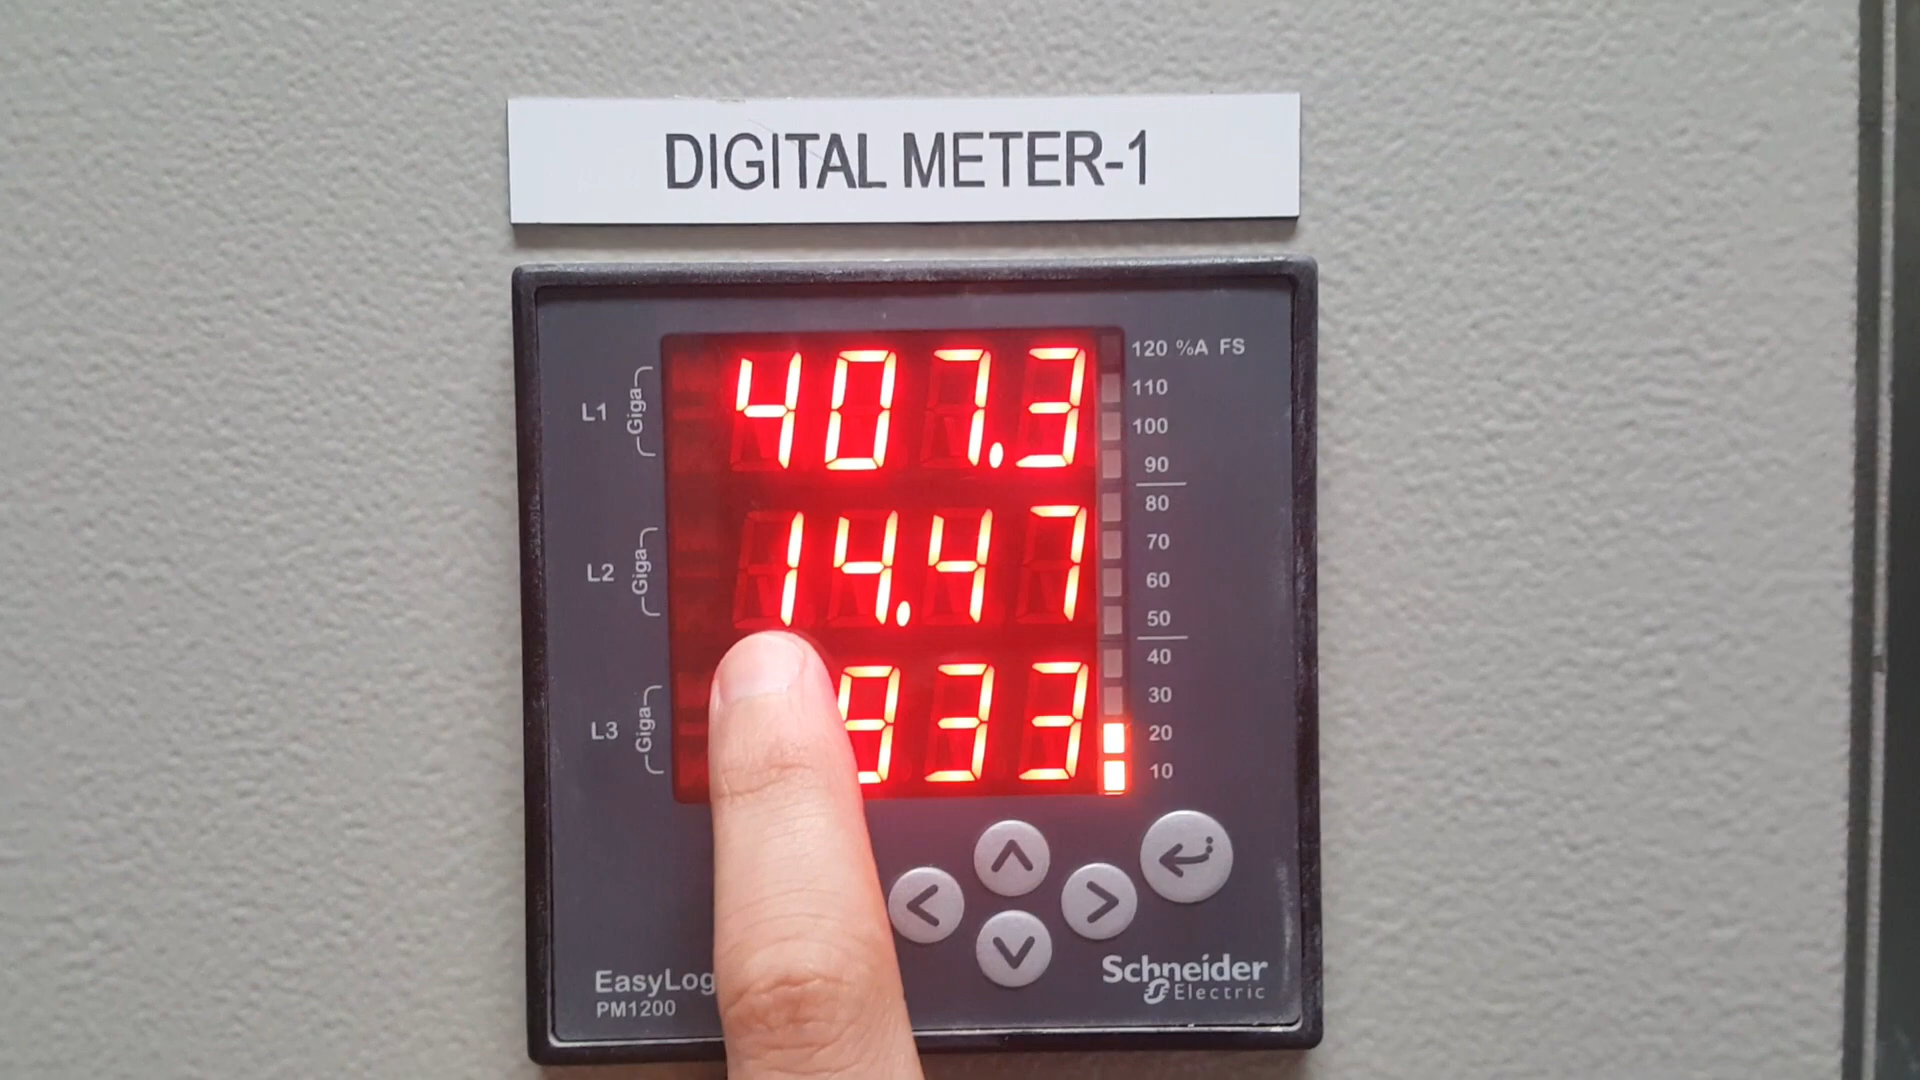 DIGITAL METER-1
120 %A FS
L1 Giga 407.3
110
100
90
80
L2 Giga 14.47
70
60
50
40
L3 Giga 933
30
20
10
EasyLog
PM1200
Schneider
Electric